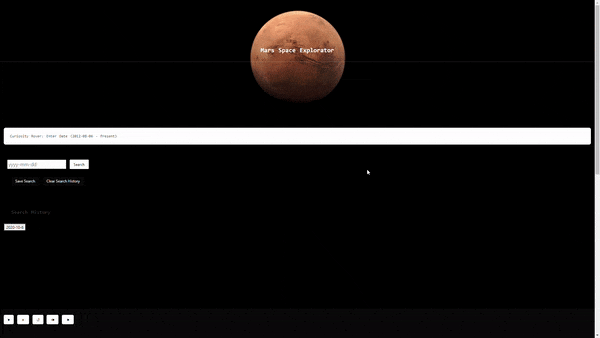 Mars Space Explorator
Curiosity Rover: Enter Date (2012-08-06 - Present)
yyyy-mm-dd Search
Save Search Clear Search History
Search History
2020-10-6